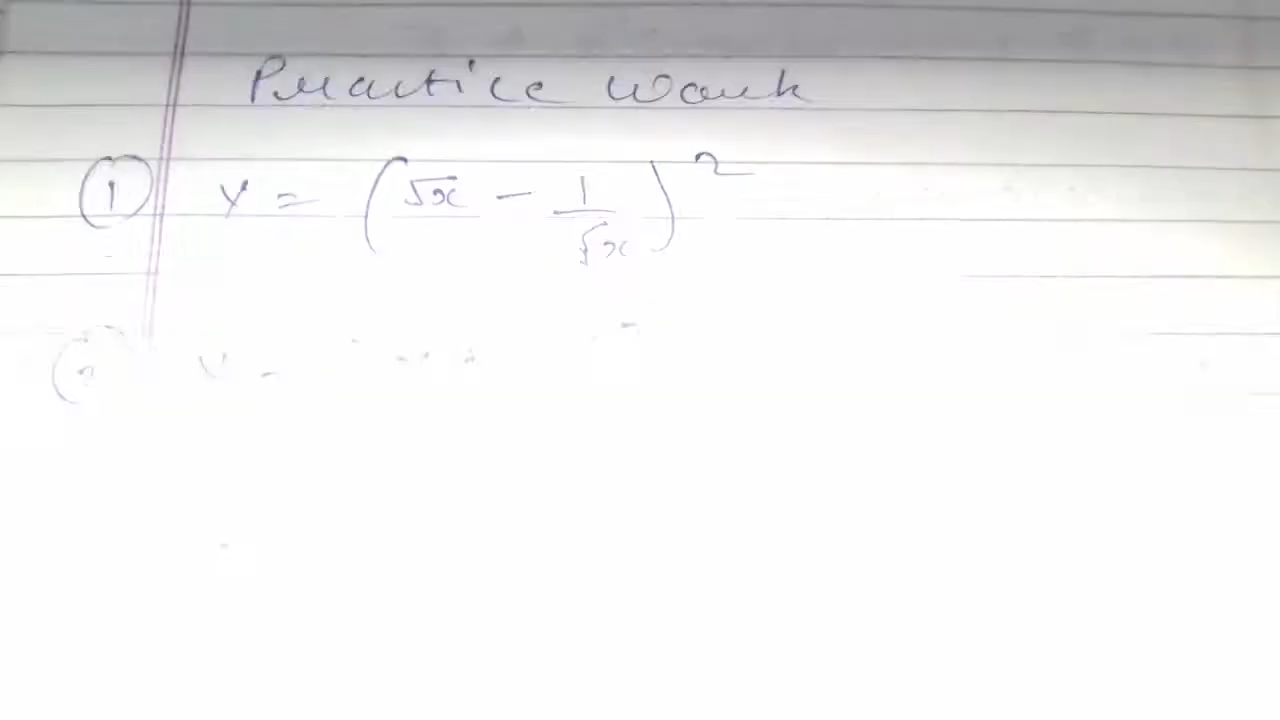 Practice work
① y = (√x - 1/√x)²